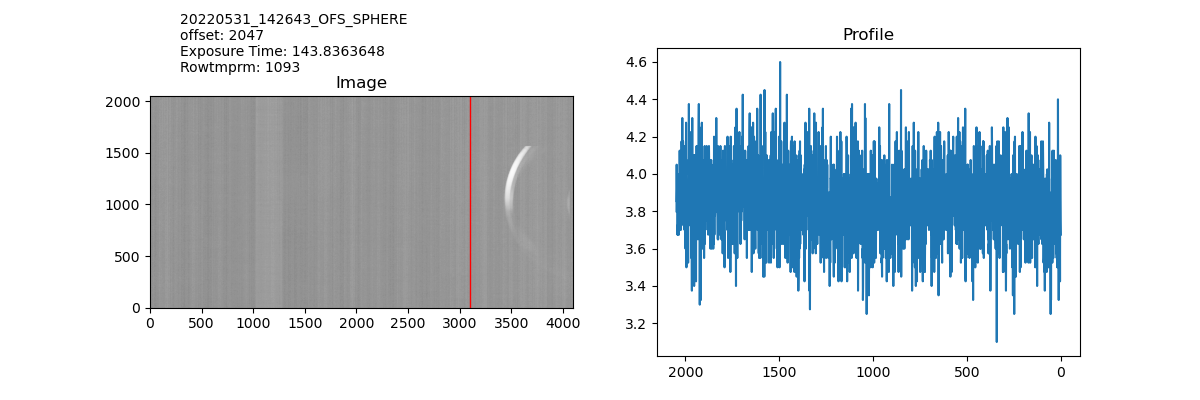 20220531_142643_OFS_SPHERE
offset: 2047
Exposure Time: 143.8363648
Rowtmprm: 1093
Image
2000
1500
1000
500
0
0 500 1000 1500 2000 2500 3000 3500 4000
Profile
4.6
4.4
4.2
4.0
3.8
3.6
3.4
3.2
2000 1500 1000 500 0